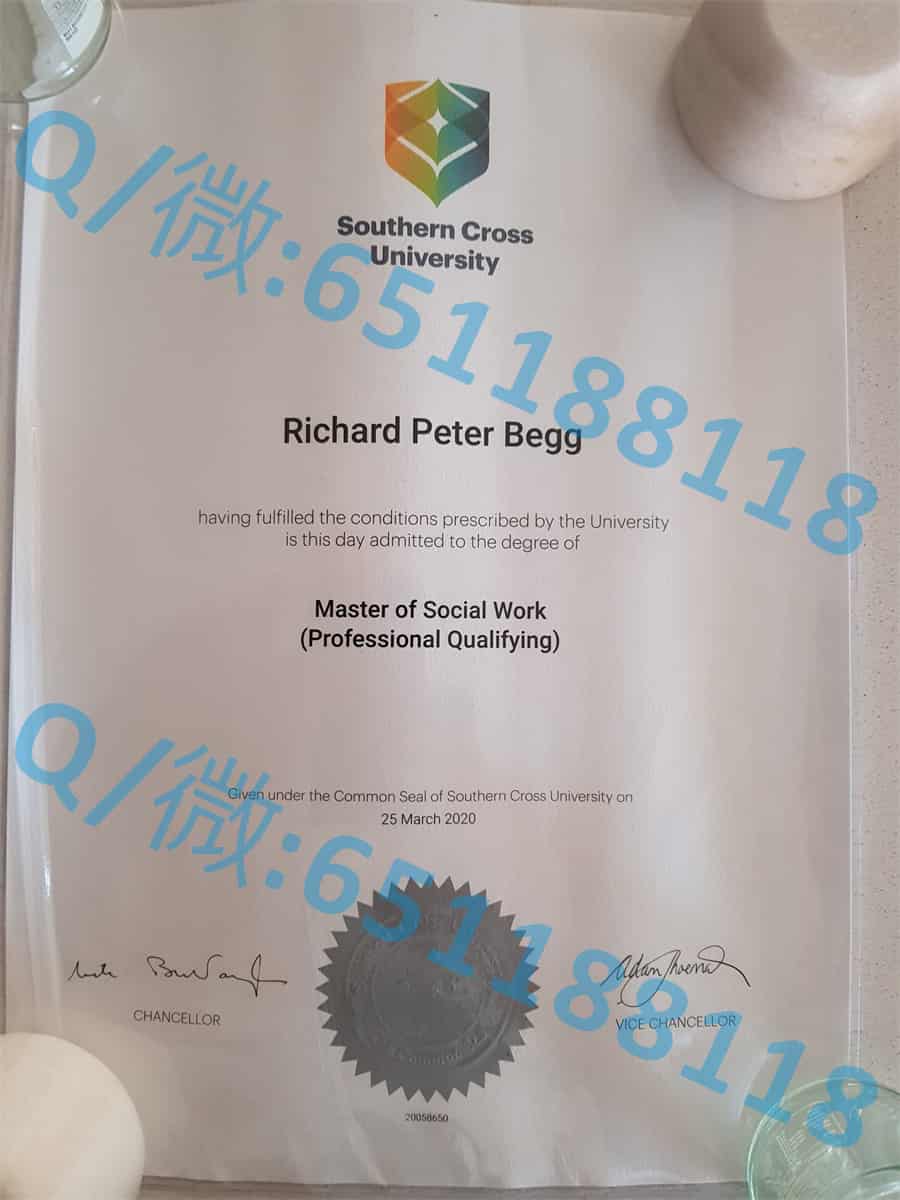 Southern Cross
University
Q/微:651188118
Richard Peter Begg
having fulfilled the conditions prescribed by the University
is this day admitted to the degree of
Master of Social Work
(Professional Qualifying)
Q/微:651188118
Given under the Common Seal of Southern Cross University on
25 March 2020
CHANCELLOR
VICE CHANCELLOR
20058650